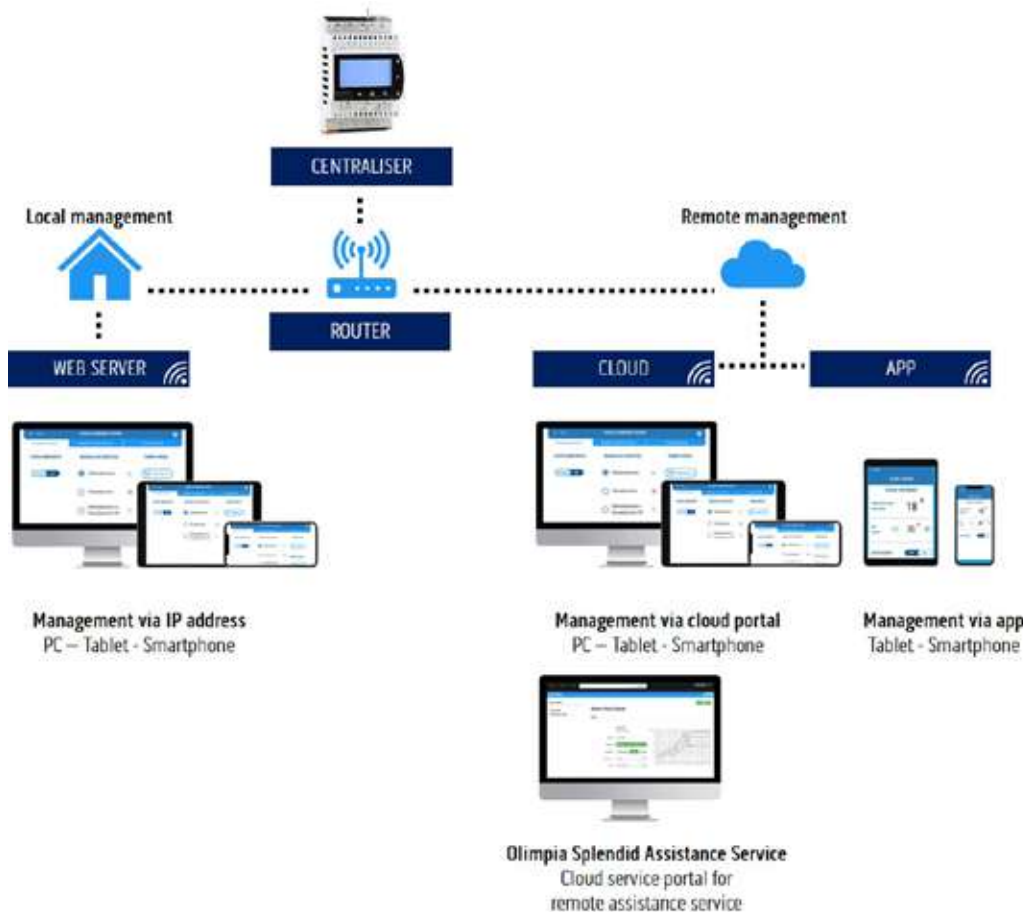 CENTRALISER
Local management
Remote management
ROUTER
WEB SERVER
CLOUD
APP
18°
Management via IP address
PC – Tablet - Smartphone
Management via cloud portal
PC – Tablet - Smartphone
Management via app
Tablet - Smartphone
Olimpia Splendid Assistance Service
Cloud service portal for
remote assistance service